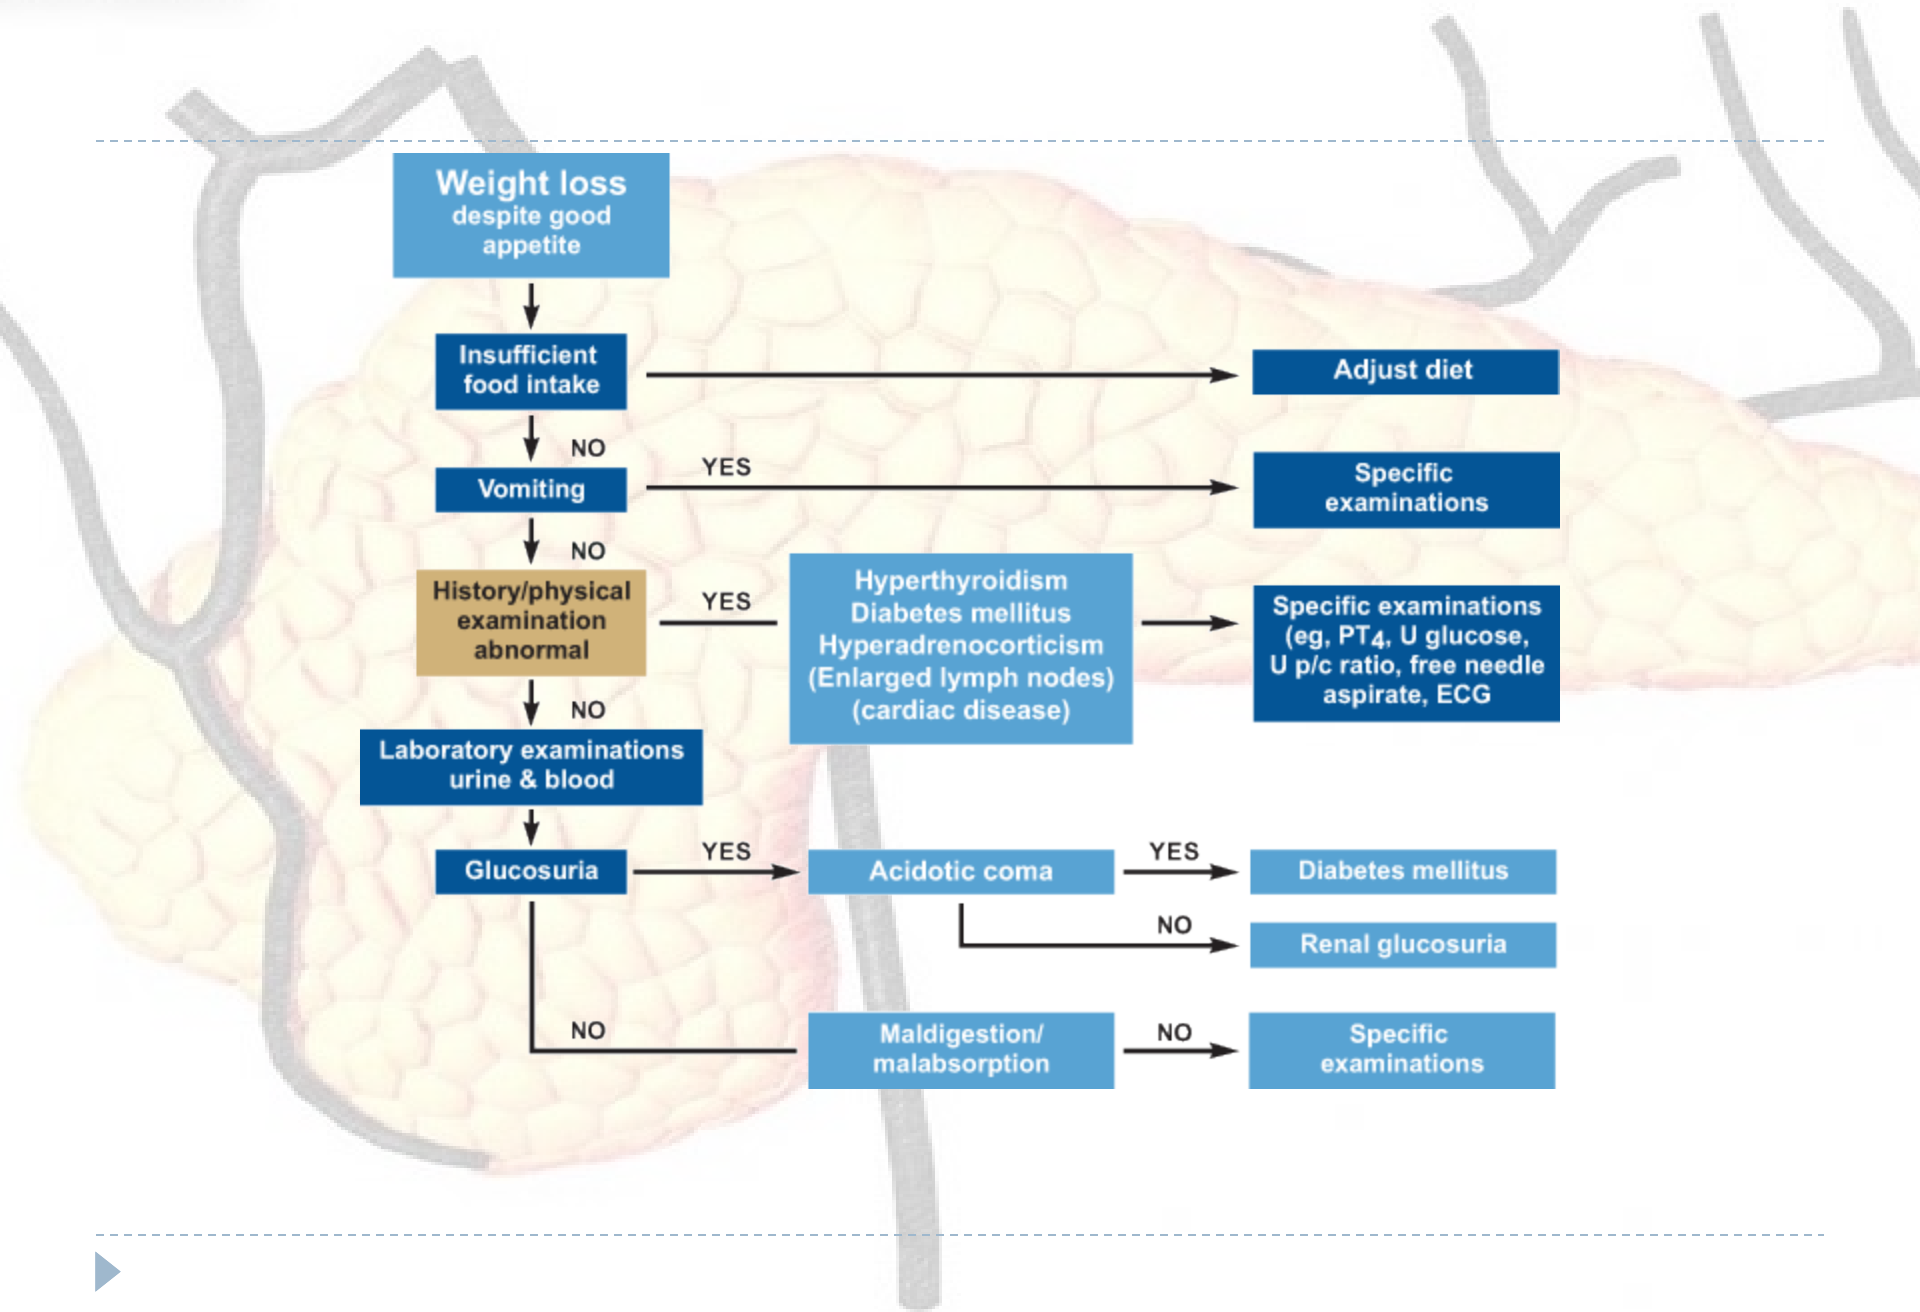 Weight loss
despite good
appetite
Insufficient
food intake
Adjust diet
NO
Vomiting
YES
Specific
examinations
NO
History/physical
examination
abnormal
YES
Hyperthyroidism
Diabetes mellitus
Hyperadrenocorticism
(Enlarged lymph nodes)
(cardiac disease)
Specific examinations
(eg, PT4, U glucose,
U p/c ratio, free needle
aspirate, ECG
NO
Laboratory examinations
urine & blood
Glucosuria
YES
Acidotic coma
YES
Diabetes mellitus
NO
Renal glucosuria
NO
Maldigestion/
malabsorption
NO
Specific
examinations